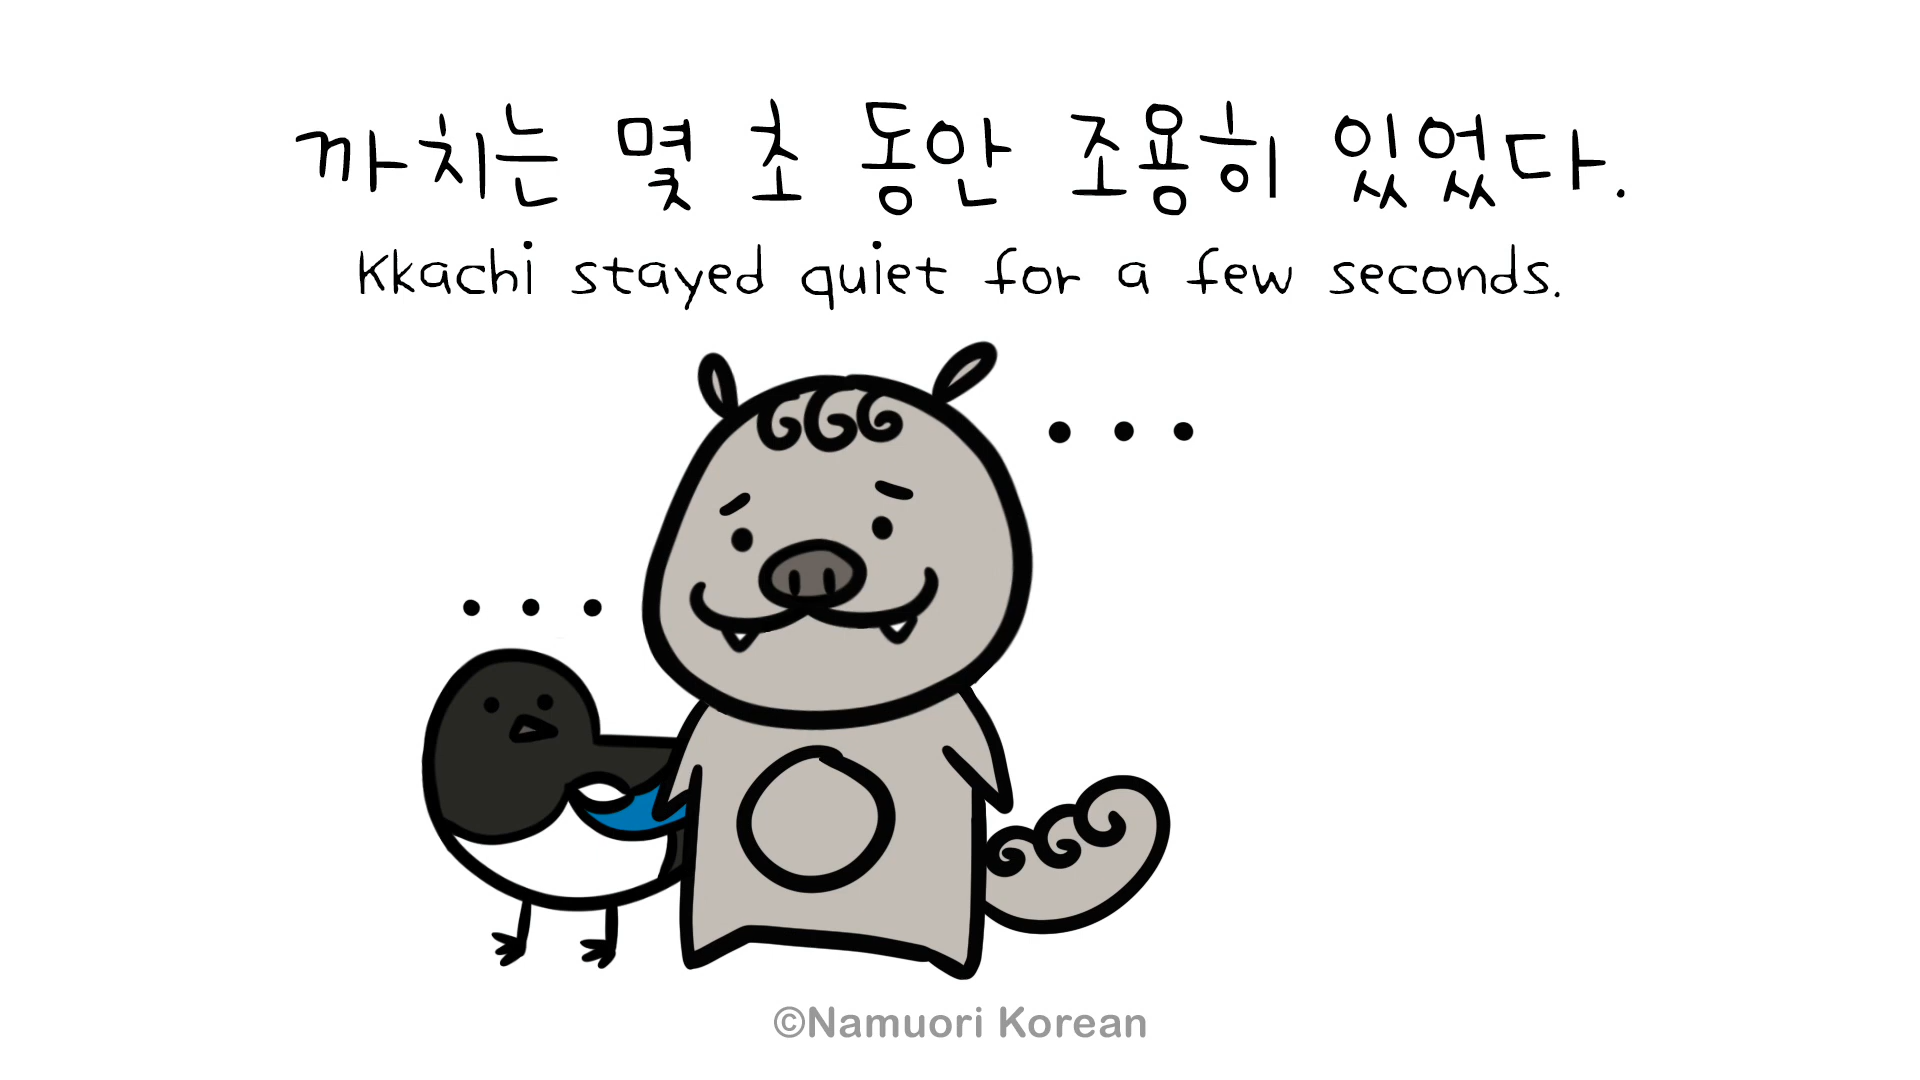 까치는 몇 초 동안 조용히 있었다.
Kkachi stayed quiet for a few seconds.
...
...
©Namuori Korean